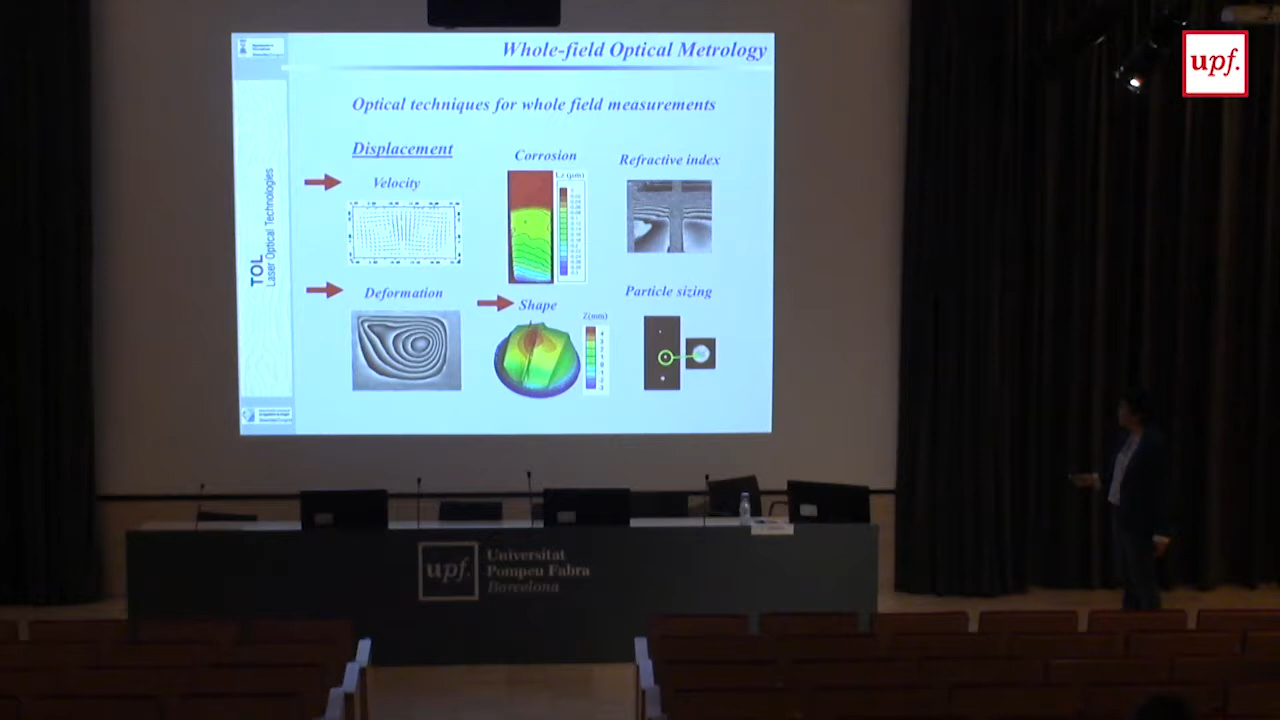 upf.
Whole-field Optical Metrology
Optical techniques for whole field measurements
Displacement
Corrosion
Refractive index
Velocity
Deformation
Shape
Z(mm)
Particle sizing
TOL
Laser Optical Technologies
upf.
Universitat
Pompeu Fabra
Barcelona